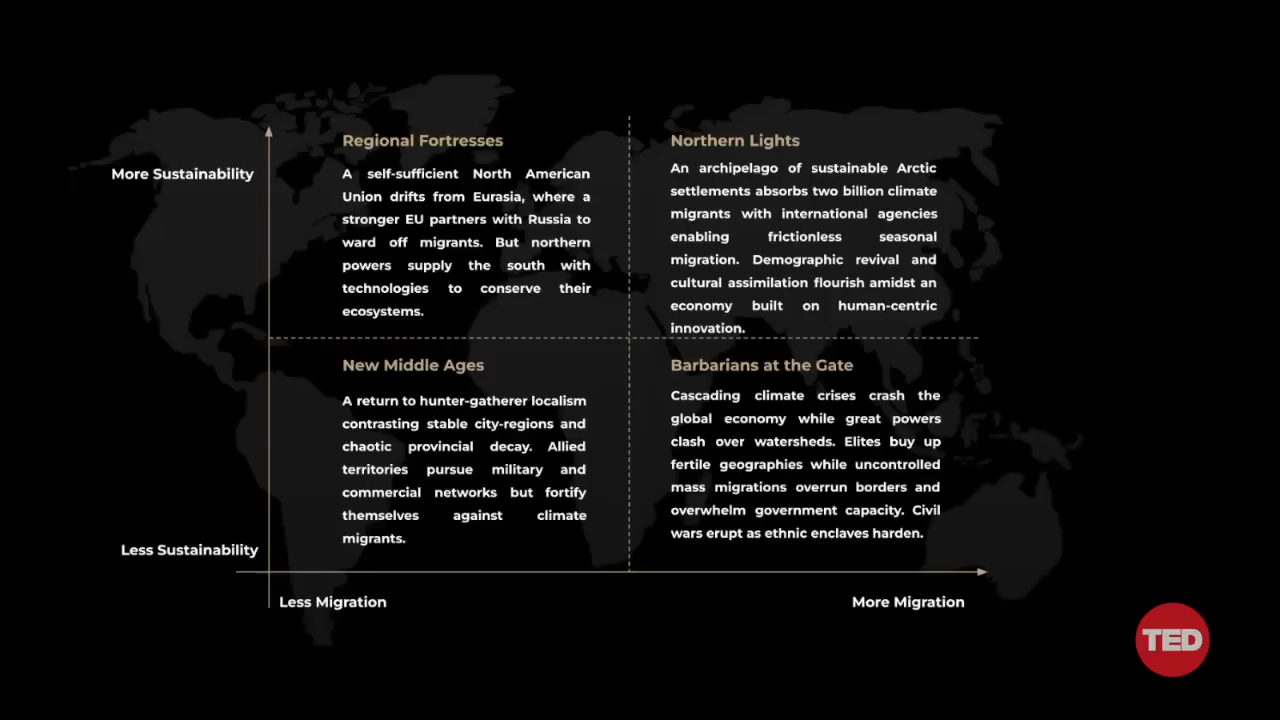 More Sustainability
Regional Fortresses
A self-sufficient North American
Union drifts from Eurasia, where a
stronger EU partners with Russia to
ward off migrants. But northern
powers supply the south with
technologies to conserve their
ecosystems.
Northern Lights
An archipelago of sustainable Arctic
settlements absorbs two billion climate
migrants with international agencies
enabling frictionless seasonal
migration. Demographic revival and
cultural assimilation flourish amidst an
economy built on human-centric
innovation.
New Middle Ages
A return to hunter-gatherer localism
contrasting stable city-regions and
chaotic provincial decay. Allied
territories pursue military and
commercial networks but fortify
themselves against climate
migrants.
Barbarians at the Gate
Cascading climate crises crash the
global economy while great powers
clash over watersheds. Elites buy up
fertile geographies while uncontrolled
mass migrations overrun borders and
overwhelm government capacity. Civil
wars erupt as ethnic enclaves harden.
Less Sustainability
Less Migration
More Migration
TED